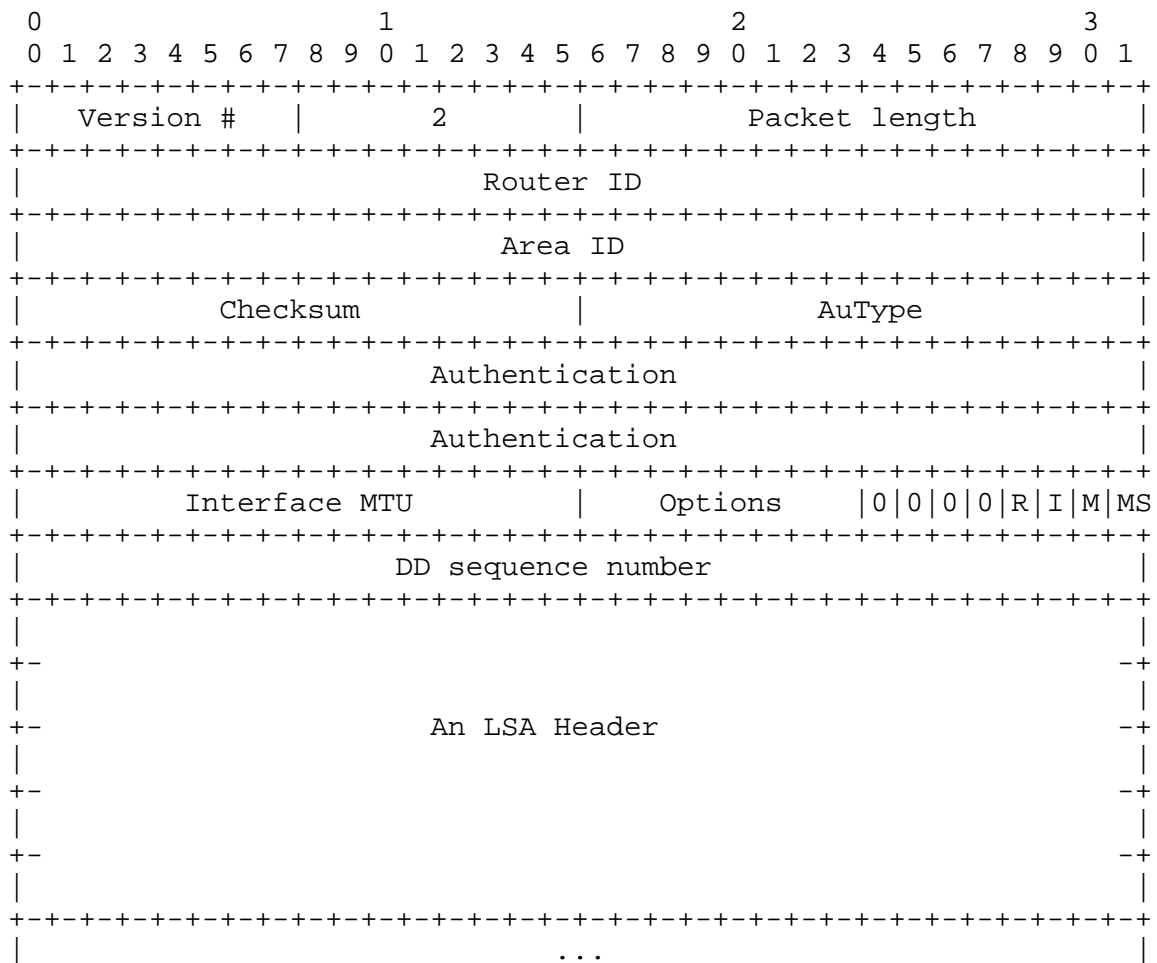 0                   1                   2                   3
 0 1 2 3 4 5 6 7 8 9 0 1 2 3 4 5 6 7 8 9 0 1 2 3 4 5 6 7 8 9 0 1
+-+-+-+-+-+-+-+-+-+-+-+-+-+-+-+-+-+-+-+-+-+-+-+-+-+-+-+-+-+-+-+-+
|   Version #   |       2       |         Packet length         |
+-+-+-+-+-+-+-+-+-+-+-+-+-+-+-+-+-+-+-+-+-+-+-+-+-+-+-+-+-+-+-+-+
|                          Router ID                            |
+-+-+-+-+-+-+-+-+-+-+-+-+-+-+-+-+-+-+-+-+-+-+-+-+-+-+-+-+-+-+-+-+
|                           Area ID                             |
+-+-+-+-+-+-+-+-+-+-+-+-+-+-+-+-+-+-+-+-+-+-+-+-+-+-+-+-+-+-+-+-+
|           Checksum            |             AuType            |
+-+-+-+-+-+-+-+-+-+-+-+-+-+-+-+-+-+-+-+-+-+-+-+-+-+-+-+-+-+-+-+-+
|                       Authentication                          |
+-+-+-+-+-+-+-+-+-+-+-+-+-+-+-+-+-+-+-+-+-+-+-+-+-+-+-+-+-+-+-+-+
|                       Authentication                          |
+-+-+-+-+-+-+-+-+-+-+-+-+-+-+-+-+-+-+-+-+-+-+-+-+-+-+-+-+-+-+-+-+
|         Interface MTU         |    Options    |0|0|0|0|R|I|M|MS
+-+-+-+-+-+-+-+-+-+-+-+-+-+-+-+-+-+-+-+-+-+-+-+-+-+-+-+-+-+-+-+-+
|                     DD sequence number                        |
+-+-+-+-+-+-+-+-+-+-+-+-+-+-+-+-+-+-+-+-+-+-+-+-+-+-+-+-+-+-+-+-+
|                                                               |
+-                                                             -+
|                                                               |
+-                      An LSA Header                          -+
|                                                               |
+-                                                             -+
|                                                               |
+-                                                             -+
|                                                               |
+-+-+-+-+-+-+-+-+-+-+-+-+-+-+-+-+-+-+-+-+-+-+-+-+-+-+-+-+-+-+-+-+
|                              ...                              |